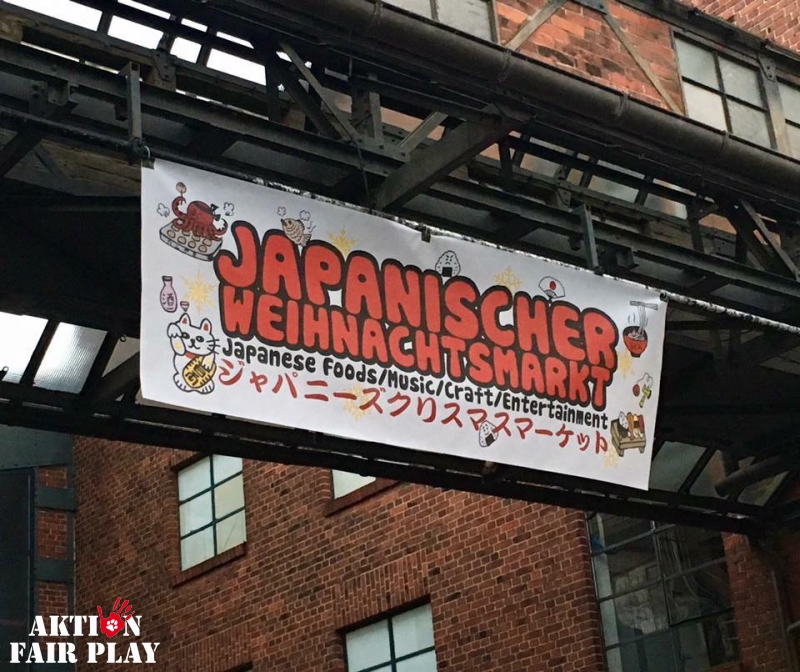 JAPANISCHER
WEIHNACHTSMARKT
Japanese Foods/Music/Craft/Entertainment
ジャパニーズクリスマスマーケット
酒
AKTION
FAIR PLAY